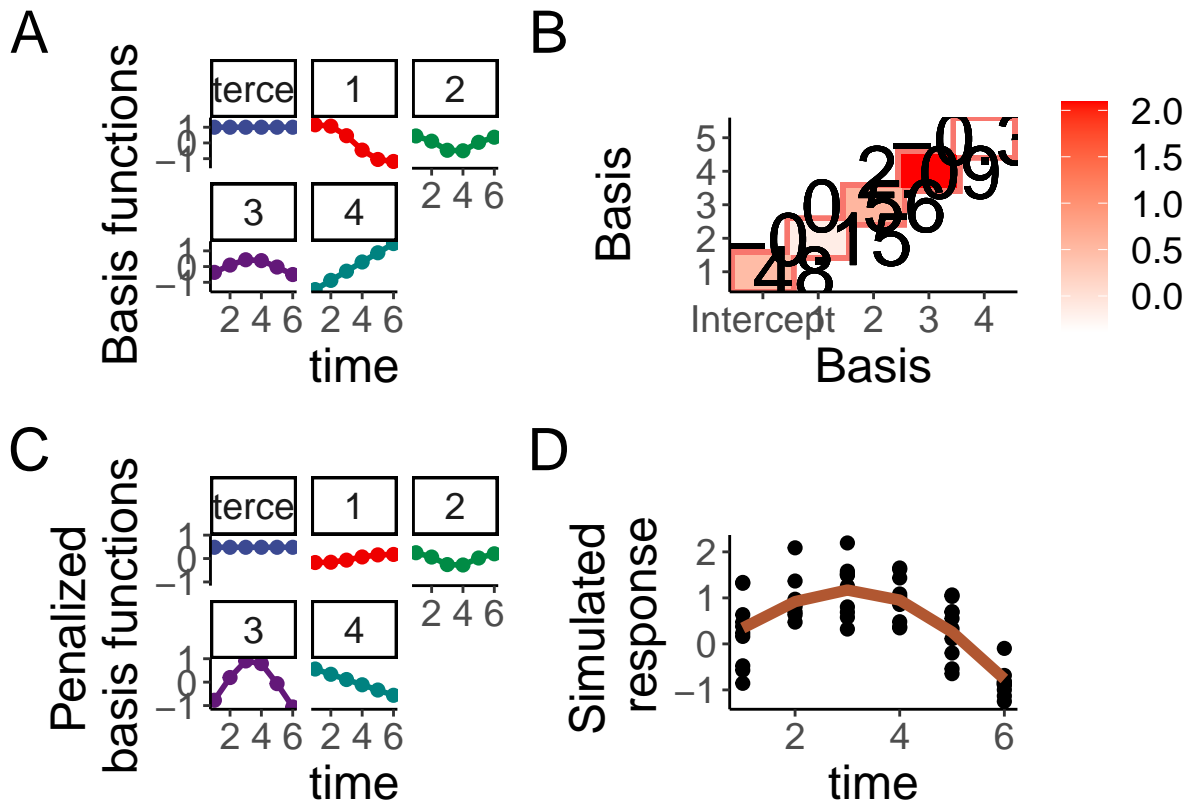 A
Basis functions
terce
1
2
1
0
−1
2 4 6
3
4
1
0
−1
2 4 6
2 4 6
time
B
Basis
5
4
3
2
1
Intercept
1
2
3
4
Basis
2.0
1.5
1.0
0.5
0.0
C
Penalized
basis functions
terce
1
2
1
0
−1
2 4 6
3
4
1
0
−1
2 4 6
2 4 6
time
D
Simulated
response
2
1
0
−1
2
4
6
time